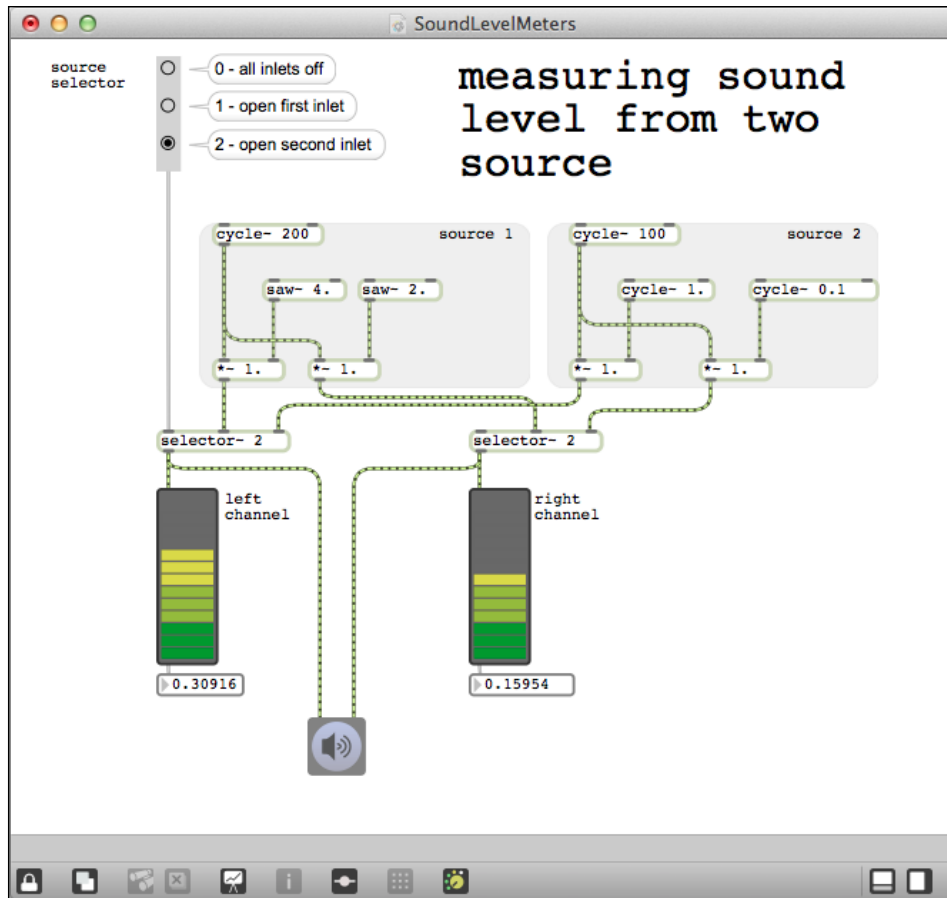 SoundLevelMeters
source
selector
0 - all inlets off
1 - open first inlet
2 - open second inlet
measuring sound
level from two
source
cycle~ 200
source 1
cycle~ 100
source 2
saw~ 4.
saw~ 2.
cycle~ 1.
cycle~ 0.1
*~ 1.
*~ 1.
*~ 1.
*~ 1.
selector~ 2
selector~ 2
left
channel
right
channel
0.30916
0.15954